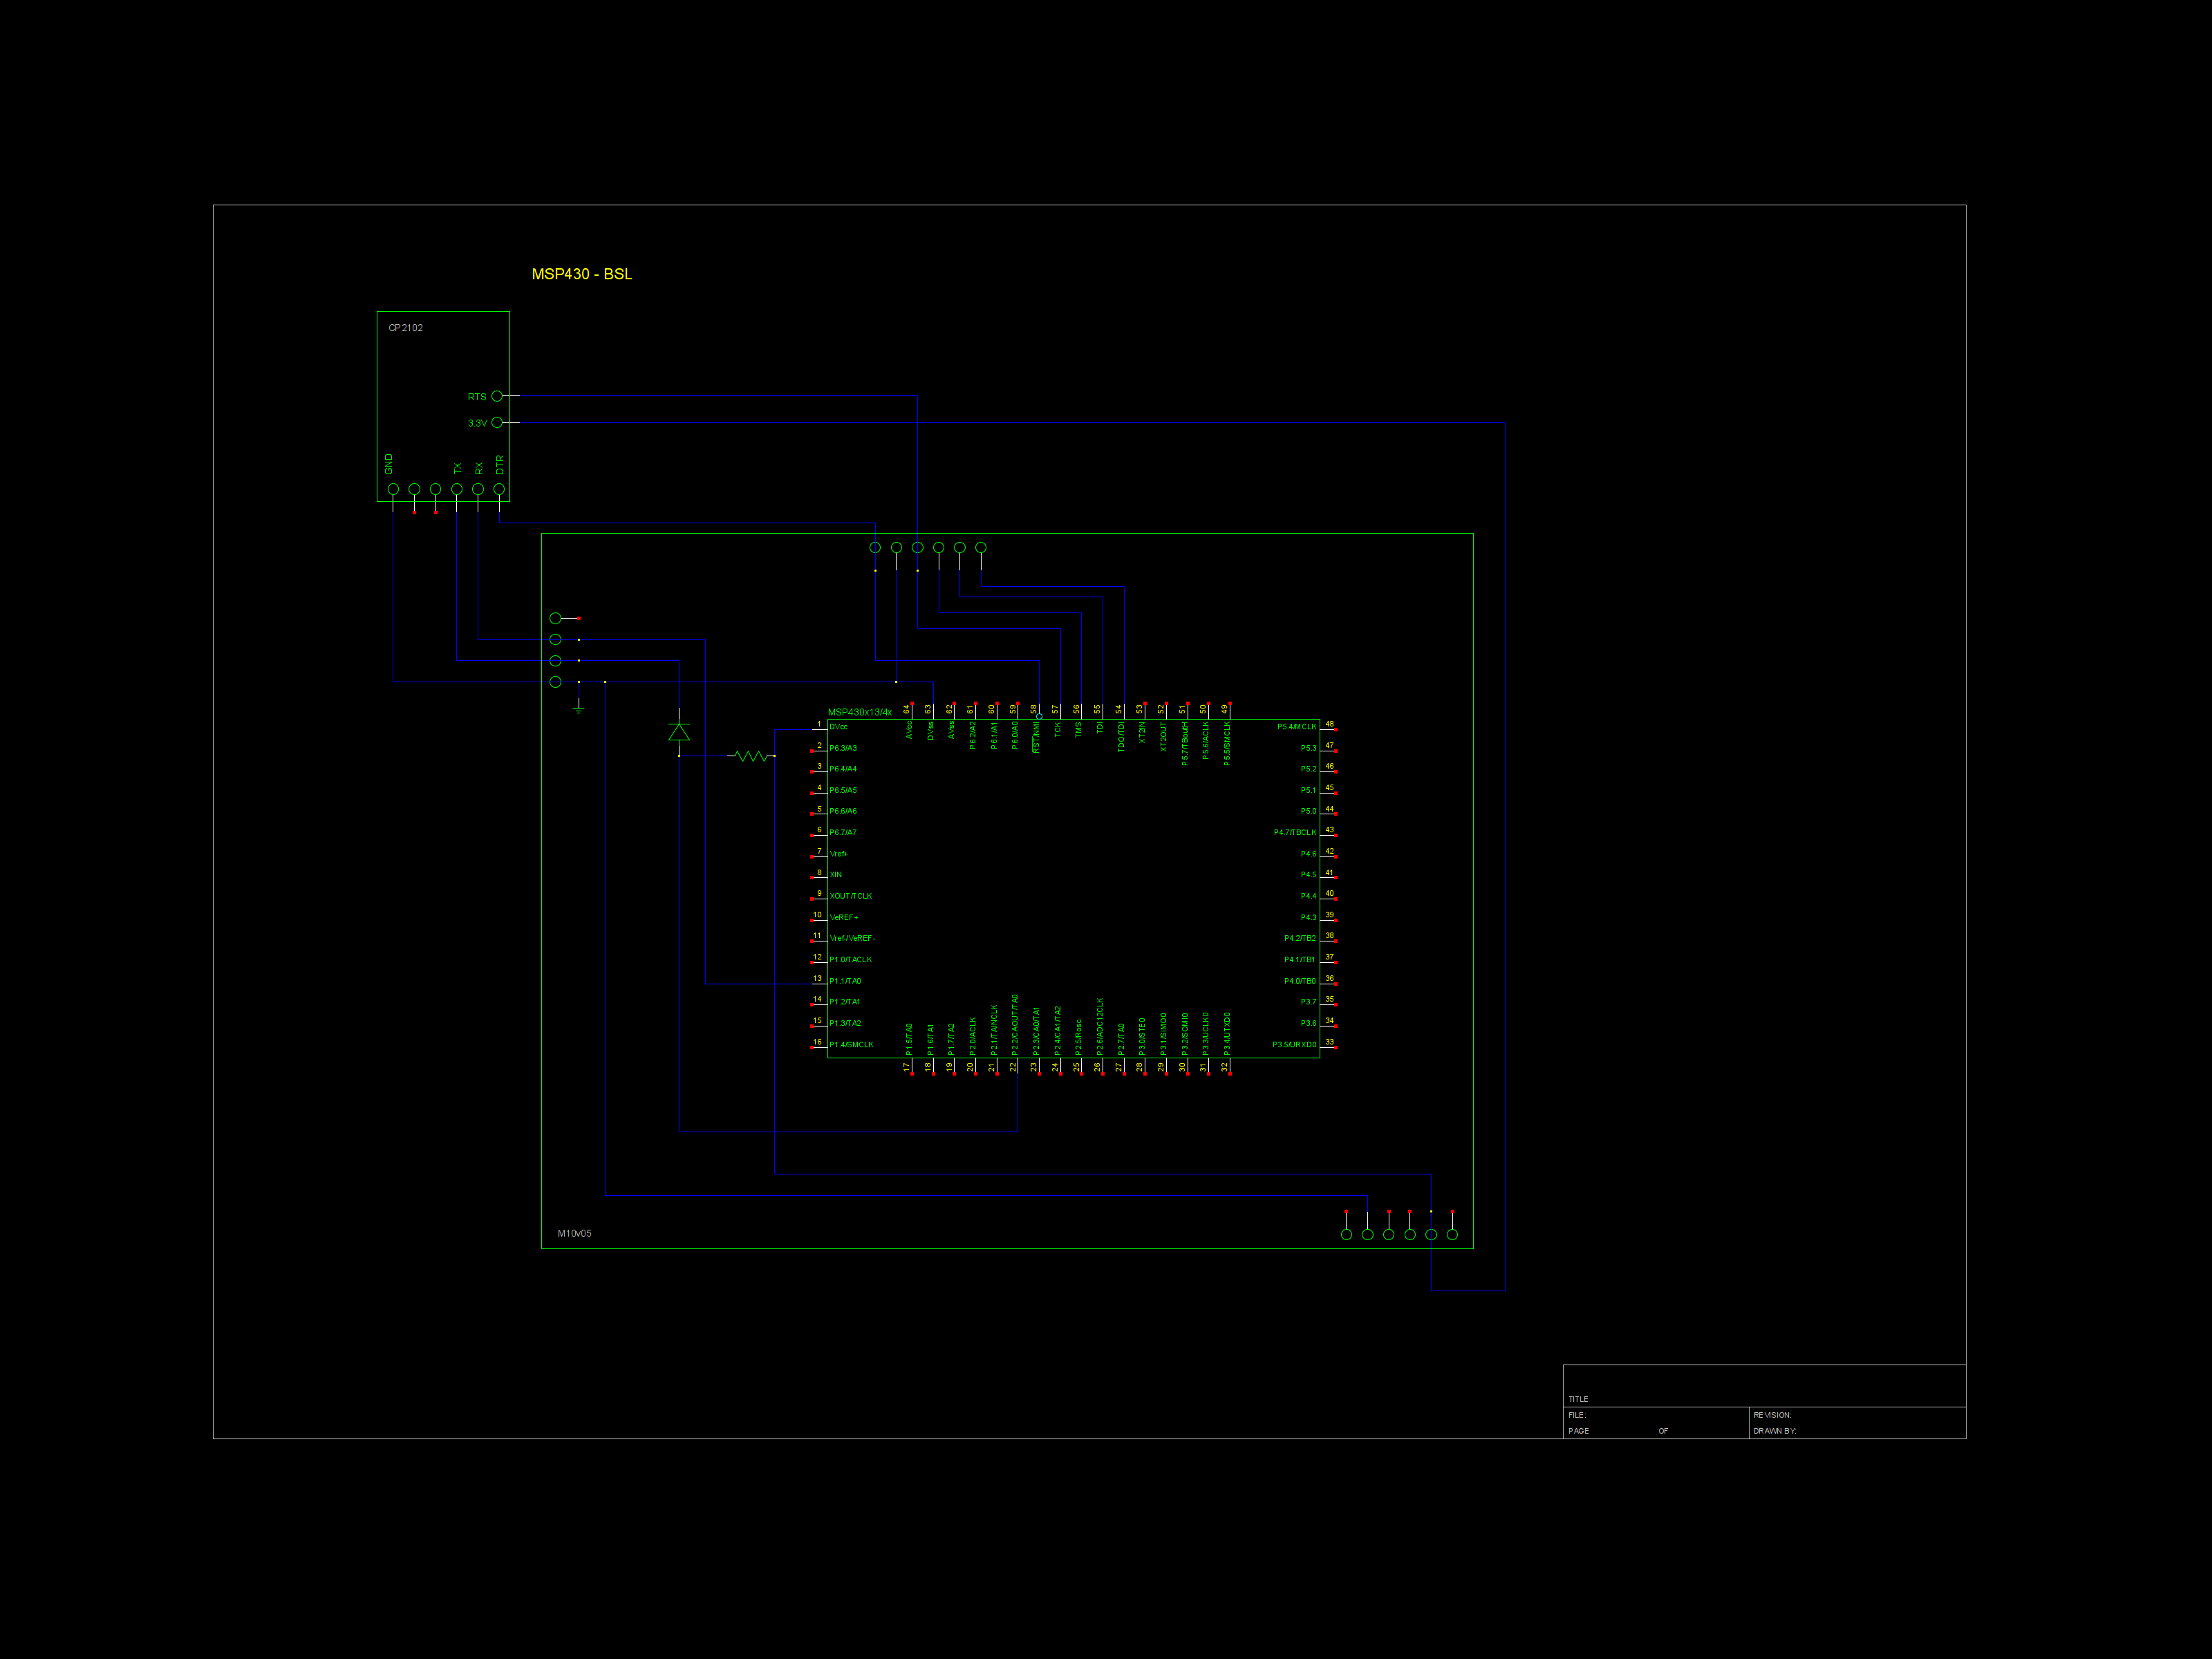 MSP430 - BSL
CP2102
RTS
3.3V
GND
TX
RX
DTR
MSP430x13/4x
64 63 62 61 60 59 58 57 56 55 54 53 52 51 50 49
AVcc
DVss
AVss
P6.2/A2
P6.1/A1
P6.0/A0
RST/NMI
TCK
TMS
TDI
TDO/TDI
XT2IN
XT2OUT
P5.7/TBoutH
P5.6/ACLK
P5.5/SMCLK
1 DVcc
2 P6.3/A3
3 P6.4/A4
4 P6.5/A5
5 P6.6/A6
6 P6.7/A7
7 Vref+
8 XIN
9 XOUT/TCLK
10 VeREF+
11 Vref-/VeREF-
12 P1.0/TACLK
13 P1.1/TA0
14 P1.2/TA1
15 P1.3/TA2
16 P1.4/SMCLK
P5.4/MCLK 48
P5.3 47
P5.2 46
P5.1 45
P5.0 44
P4.7/TBCLK 43
P4.6 42
P4.5 41
P4.4 40
P4.3 39
P4.2/TB2 38
P4.1/TB1 37
P4.0/TB0 36
P3.7 35
P3.6 34
P3.5/URXD0 33
P1.5/TA0
P1.6/TA1
P1.7/TA2
P2.0/ACLK
P2.1/TAINCLK
P2.2/CAOUT/TA0
P2.3/CA0/TA1
P2.4/CA1/TA2
P2.5/Rosc
P2.6/ADC12CLK
P2.7/TA0
P3.0/STE0
P3.1/SIMO0
P3.2/SOMI0
P3.3/UCLK0
P3.4/UTXD0
17 18 19 20 21 22 23 24 25 26 27 28 29 30 31 32
M10v05
TITLE
FILE:
REVISION:
PAGE
OF
DRAWN BY: